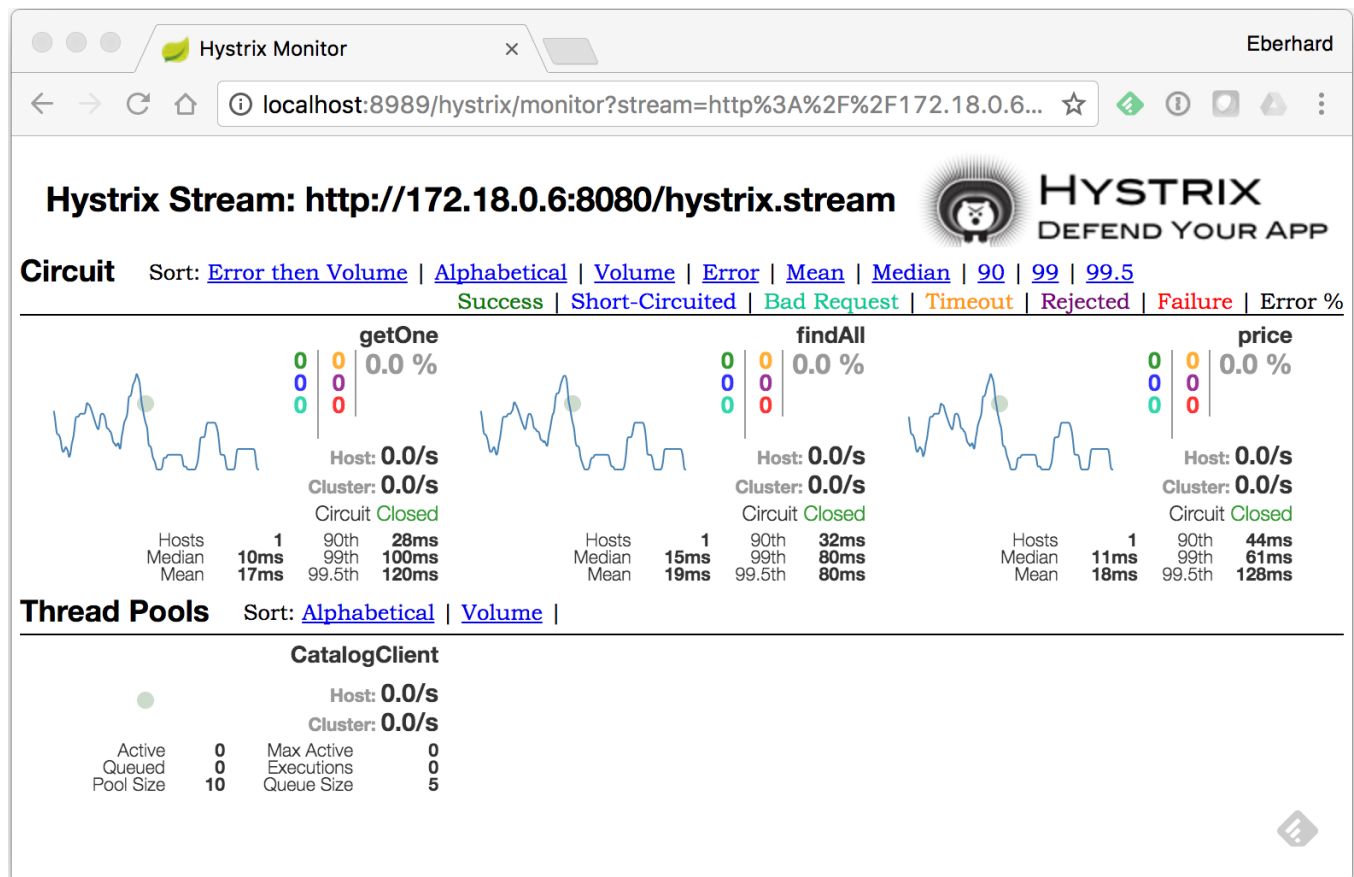 Hystrix Monitor ×
Eberhard
localhost:8989/hystrix/monitor?stream=http%3A%2F%2F172.18.0.6...
Hystrix Stream: http://172.18.0.6:8080/hystrix.stream
HYSTRIX
DEFEND YOUR APP
Circuit Sort: Error then Volume | Alphabetical | Volume | Error | Mean | Median | 90 | 99 | 99.5
Success | Short-Circuited | Bad Request | Timeout | Rejected | Failure | Error %
getOne
0 0 0.0 %
0 0
0 0
Host: 0.0/s
Cluster: 0.0/s
Circuit Closed
Hosts 1 90th 28ms
Median 10ms 99th 100ms
Mean 17ms 99.5th 120ms
findAll
0 0 0.0 %
0 0
0 0
Host: 0.0/s
Cluster: 0.0/s
Circuit Closed
Hosts 1 90th 32ms
Median 15ms 99th 80ms
Mean 19ms 99.5th 80ms
price
0 0 0.0 %
0 0
0 0
Host: 0.0/s
Cluster: 0.0/s
Circuit Closed
Hosts 1 90th 44ms
Median 11ms 99th 61ms
Mean 18ms 99.5th 128ms
Thread Pools Sort: Alphabetical | Volume |
CatalogClient
Host: 0.0/s
Cluster: 0.0/s
Active 0 Max Active 0
Queued 0 Executions 0
Pool Size 10 Queue Size 5